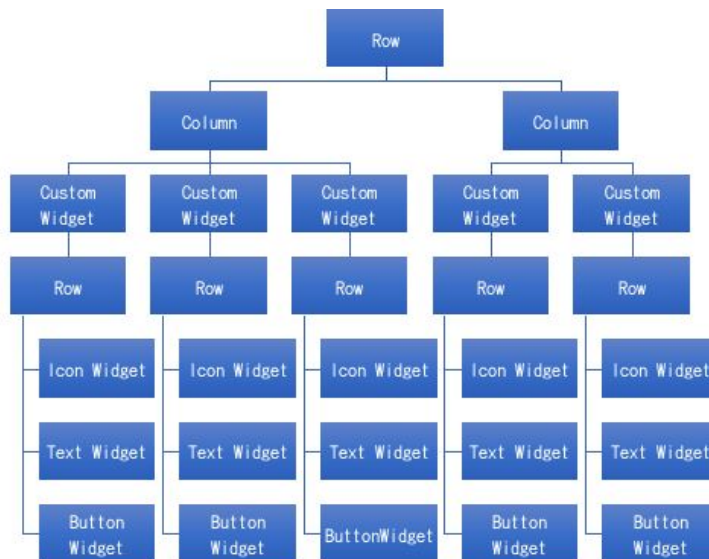 Row
Column
Column
Custom
Widget
Custom
Widget
Custom
Widget
Custom
Widget
Custom
Widget
Row
Row
Row
Row
Row
Icon Widget
Icon Widget
Icon Widget
Icon Widget
Icon Widget
Text Widget
Text Widget
Text Widget
Text Widget
Text Widget
Button
Widget
Button
Widget
ButtonWidget
Button
Widget
Button
Widget